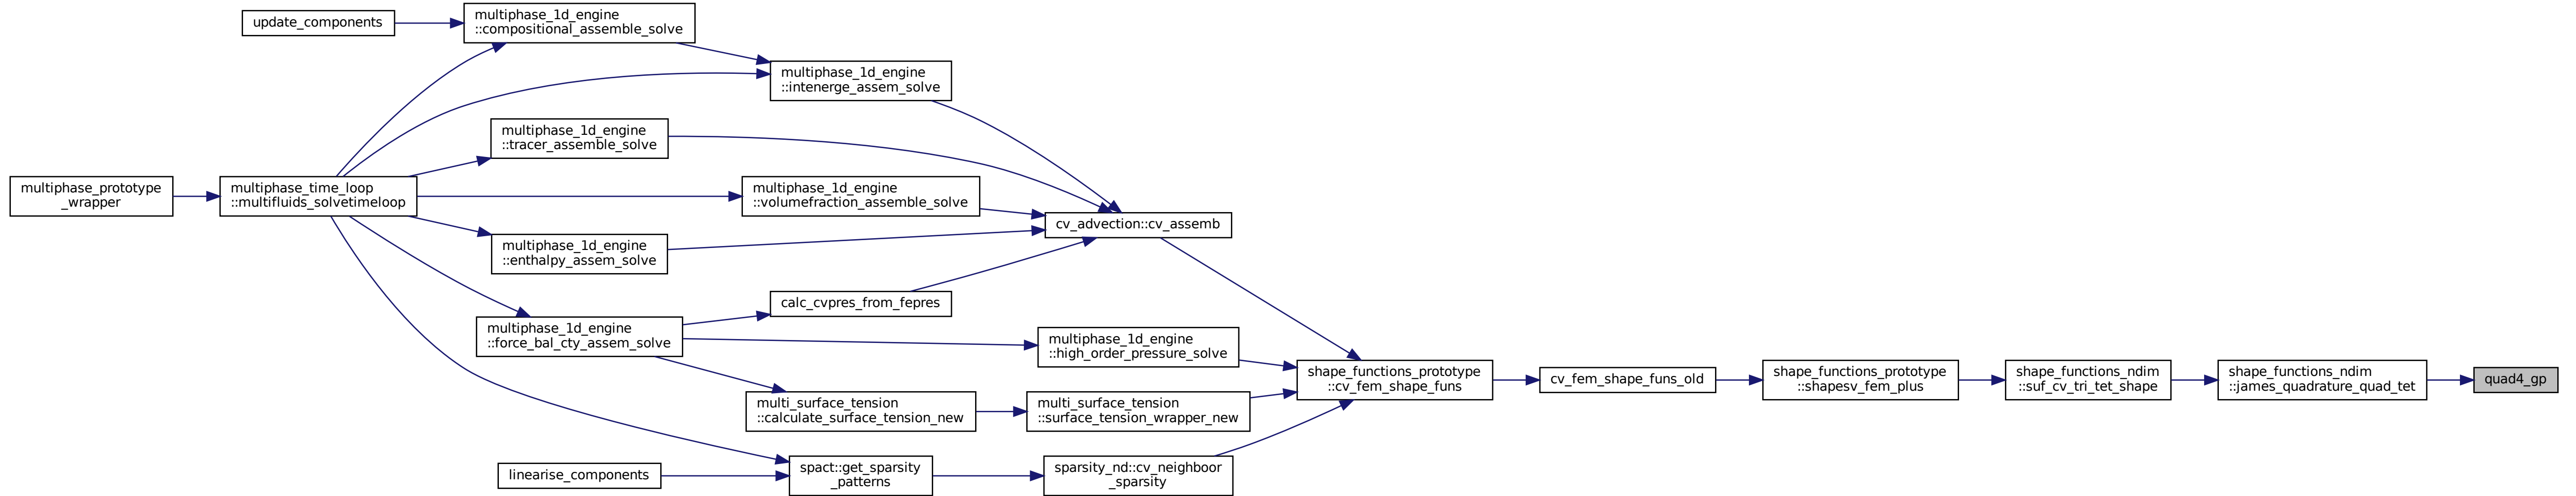 update_components
multiphase_1d_engine
::compositional_assemble_solve
multiphase_1d_engine
::intenerge_assem_solve
multiphase_1d_engine
::tracer_assemble_solve
multiphase_prototype
_wrapper
multiphase_time_loop
::multifluids_solvetimeloop
multiphase_1d_engine
::volumefraction_assemble_solve
cv_advection::cv_assemb
multiphase_1d_engine
::enthalpy_assem_solve
calc_cvpres_from_fepres
multiphase_1d_engine
::force_bal_cty_assem_solve
multiphase_1d_engine
::high_order_pressure_solve
shape_functions_prototype
::cv_fem_shape_funs
cv_fem_shape_funs_old
shape_functions_prototype
::shapesv_fem_plus
shape_functions_ndim
::suf_cv_tri_tet_shape
shape_functions_ndim
::james_quadrature_quad_tet
quad4_gp
multi_surface_tension
::calculate_surface_tension_new
multi_surface_tension
::surface_tension_wrapper_new
linearise_components
spact::get_sparsity
_patterns
sparsity_nd::cv_neighboor
_sparsity